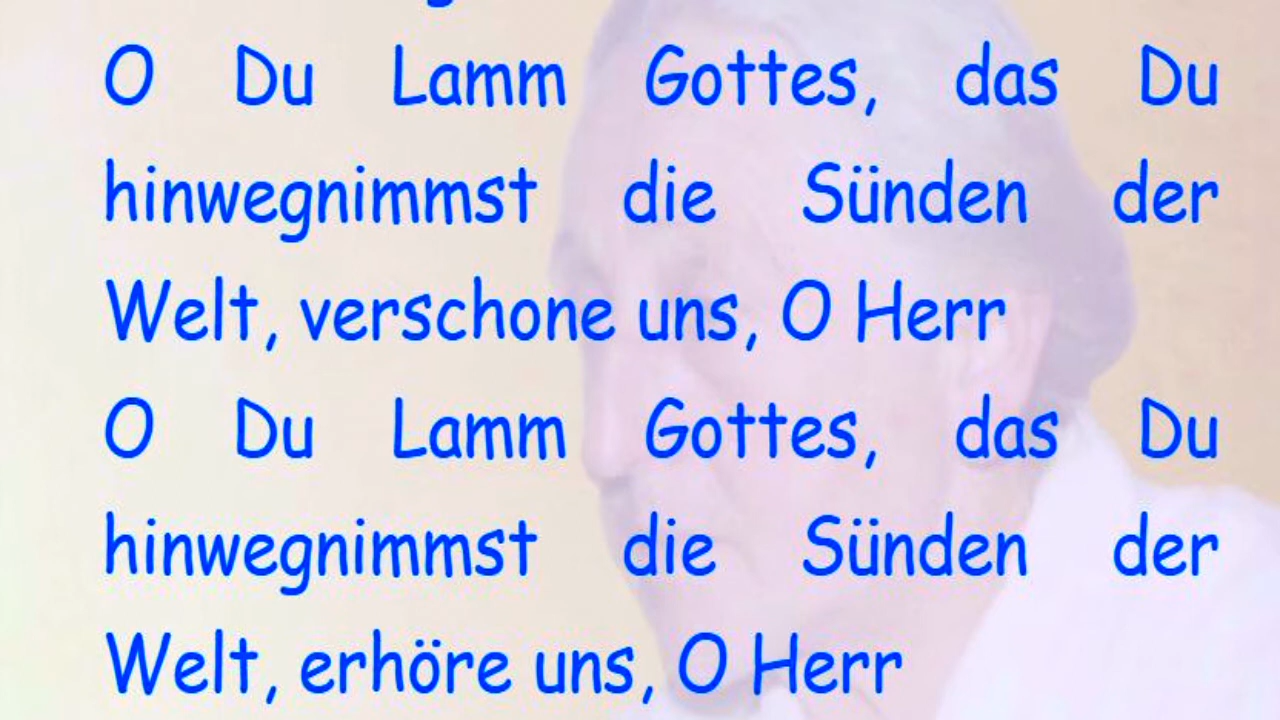 O Du Lamm Gottes, das Du
hinwegnimmst die Sünden der
Welt, verschone uns, O Herr
O Du Lamm Gottes, das Du
hinwegnimmst die Sünden der
Welt, erhöre uns, O Herr